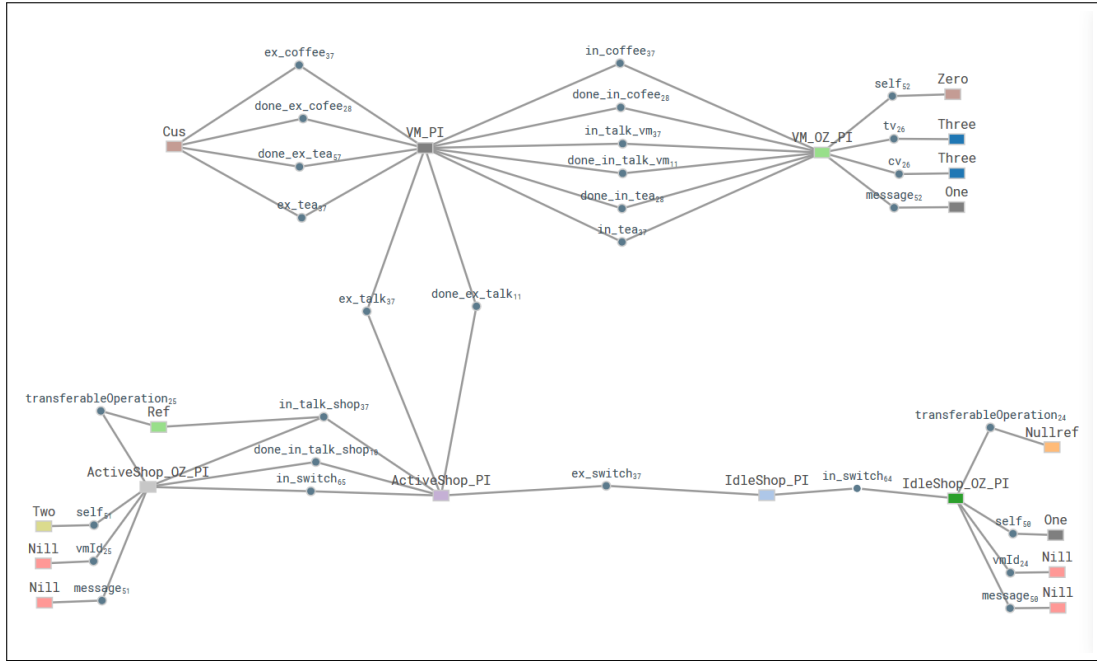 ex_coffee₃₇
in_coffee₃₇
self₅₂
Zero
done_ex_cofee₂₈
done_in_cofee₂₈
Cus
VM_PI
in_talk_vm₃₇
VM_OZ_PI
tv₂₆
Three
done_ex_tea₅₇
done_in_talk_vm₁₁
cv₂₆
Three
ex_tea₃₇
done_in_tea₂₈
message₅₂
One
in_tea₃₇
ex_talk₃₇
done_ex_talk₁₁
transferableOperation₂₅
Ref
in_talk_shop₃₇
transferableOperation₂₄
Nullref
ActiveShop_OZ_PI
done_in_talk_shop₁₀
in_switch₆₅
ActiveShop_PI
ex_switch₃₇
IdleShop_PI
in_switch₆₄
IdleShop_OZ_PI
Two
self₅₁
self₅₀
One
Nill
vmId₂₅
vmId₂₄
Nill
Nill
message₅₁
message₅₀
Nill